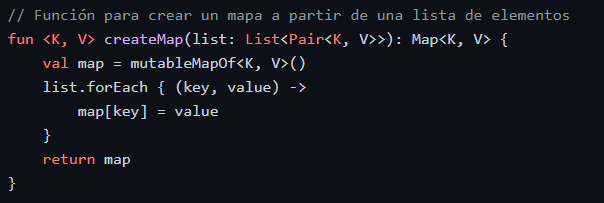 // Función para crear un mapa a partir de una lista de elementos
fun <K, V> createMap(list: List<Pair<K, V>>): Map<K, V> {
    val map = mutableMapOf<K, V>()
    list.forEach { (key, value) ->
        map[key] = value
    }
    return map
}